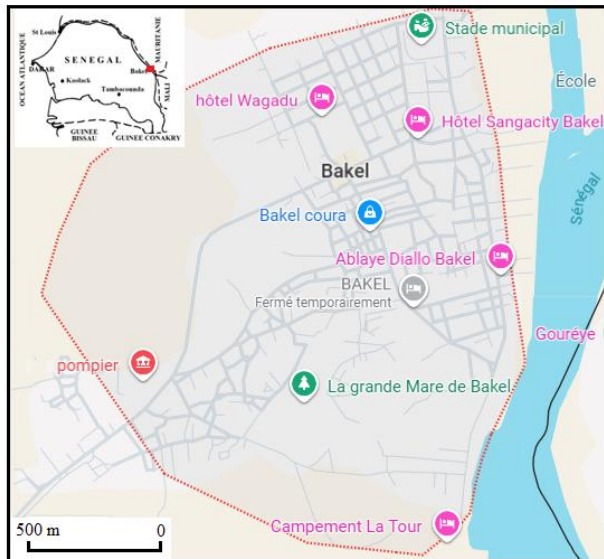 St Louis
MAURITANIE
SENEGAL
Bakel
DAKAR
Kaolack
Tambacounda
OCEAN ATLANTIQUE
MALI
GUINEE
BISSAU
GUINEE CONAKRY
Stade municipal
École
hôtel Wagadu
Hôtel Sangacity Bakel
Bakel
Sénégal
Bakel coura
Ablaye Diallo Bakel
BAKEL
Fermé temporairement
Gouréye
pompier
La grande Mare de Bakel
Campement La Tour
500 m 0